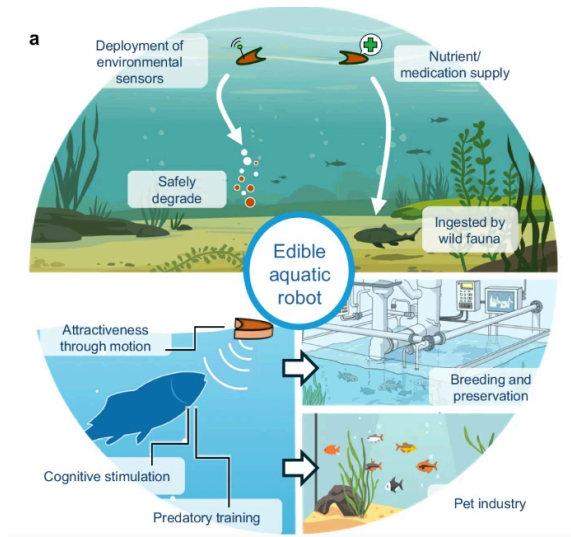 a
Deployment of
environmental
sensors
Nutrient/
medication supply
Safely
degrade
Ingested by
wild fauna
Edible
aquatic
robot
Attractiveness
through motion
Breeding and
preservation
Cognitive stimulation
Predatory training
Pet industry